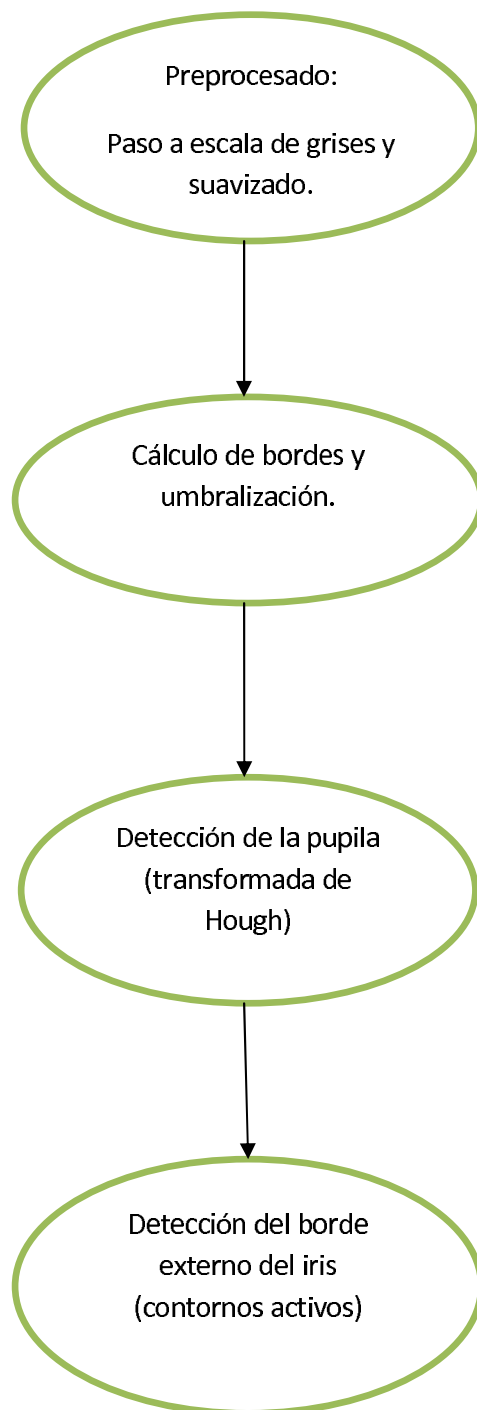 Preprocesado:
Paso a escala de grises y
suavizado.
Cálculo de bordes y
umbralización.
Detección de la pupila
(transformada de
Hough)
Detección del borde
externo del iris
(contornos activos)